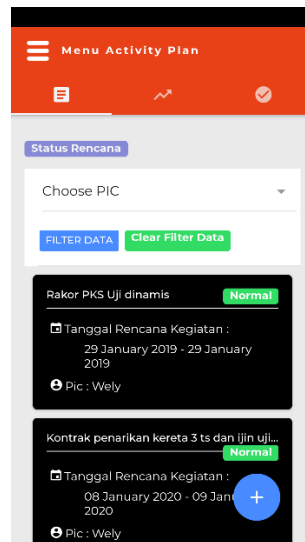 Menu Activity Plan
Status Rencana
Choose PIC
FILTER DATA Clear Filter Data
Rakor PKS Uji dinamis Normal
Tanggal Rencana Kegiatan :
29 January 2019 - 29 January
2019
Pic : Wely
Kontrak penarikan kereta 3 ts dan ijin uji...
Normal
Tanggal Rencana Kegiatan :
08 January 2020 - 09
2020
Pic : Wely